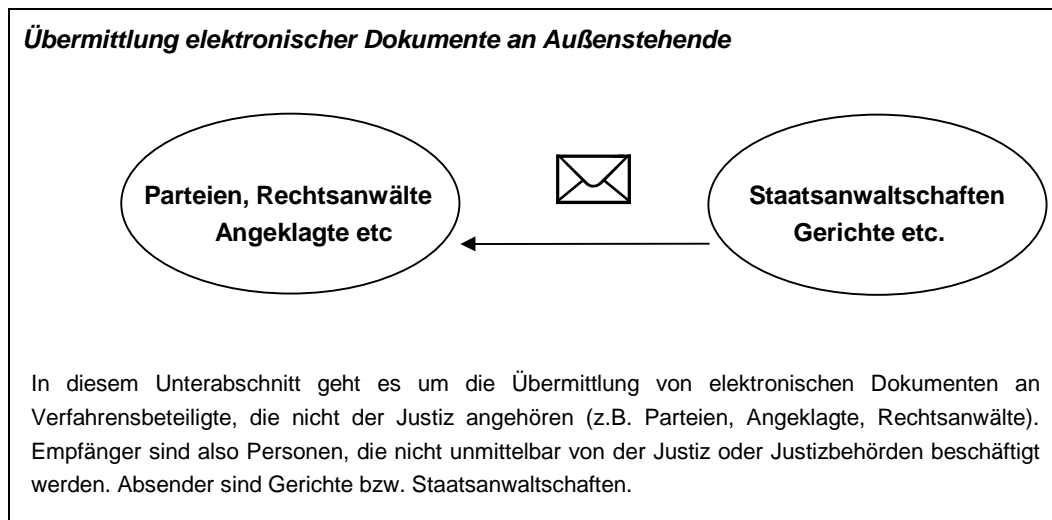 Übermittlung elektronischer Dokumente an Außenstehende
Parteien, Rechtsanwälte
Angeklagte etc
Staatsanwaltschaften
Gerichte etc.
In diesem Unterabschnitt geht es um die Übermittlung von elektronischen Dokumenten an
Verfahrensbeteiligte, die nicht der Justiz angehören (z.B. Parteien, Angeklagte, Rechtsanwälte).
Empfänger sind also Personen, die nicht unmittelbar von der Justiz oder Justizbehörden beschäftigt
werden. Absender sind Gerichte bzw. Staatsanwaltschaften.